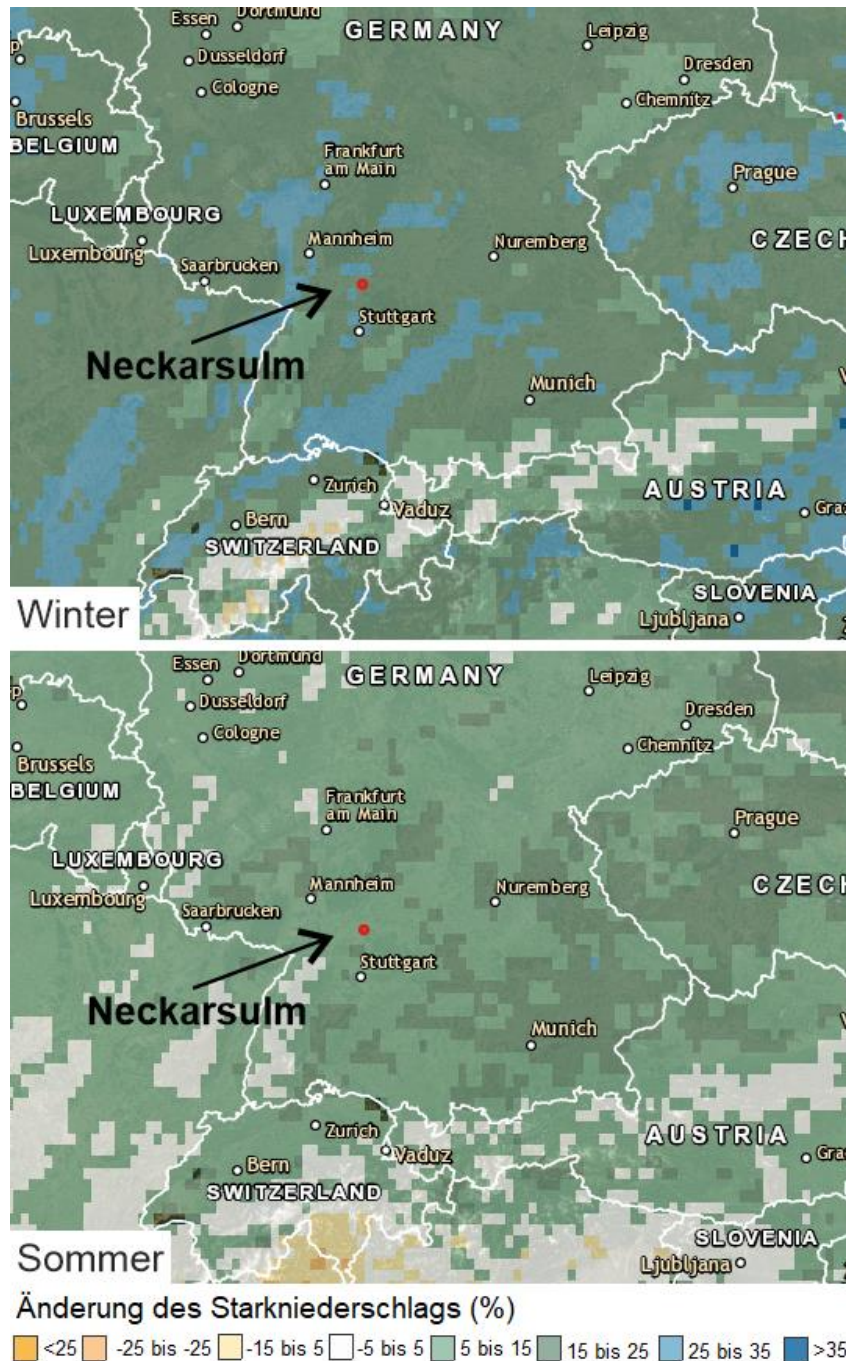 Essen
Dortmund
GERMANY
Leipzig
Dusseldorf
Dresden
Cologne
Chemnitz
Brussels
BELGIUM
Frankfurt
am Main
Prague
LUXEMBOURG
Mannheim
Nuremberg
CZECH
Luxembourg
Saarbrucken
Stuttgart
Neckarsulm
Munich
Zurich
AUSTRIA
Vaduz
Graz
Bern
SWITZERLAND
SLOVENIA
Ljubljana
Winter
Essen
Dortmund
GERMANY
Leipzig
Dusseldorf
Dresden
Cologne
Chemnitz
Brussels
BELGIUM
Frankfurt
am Main
Prague
LUXEMBOURG
Mannheim
Nuremberg
CZECH
Luxembourg
Saarbrucken
Stuttgart
Neckarsulm
Munich
Zurich
AUSTRIA
Vaduz
Gra
Bern
SWITZERLAND
SLOVENIA
Ljubljana
Sommer
Änderung des Starkniederschlags (%)
<25 -25 bis -25 -15 bis 5 -5 bis 5 5 bis 15 15 bis 25 25 bis 35 >35